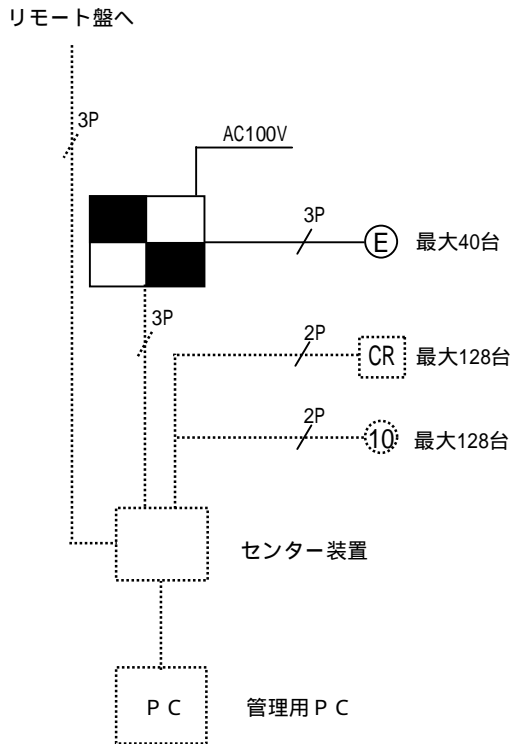 リモート盤へ
3P
AC100V
3P
E 最大40台
3P
2P
CR 最大128台
2P
10 最大128台
センター装置
ＰＣ 管理用ＰＣ